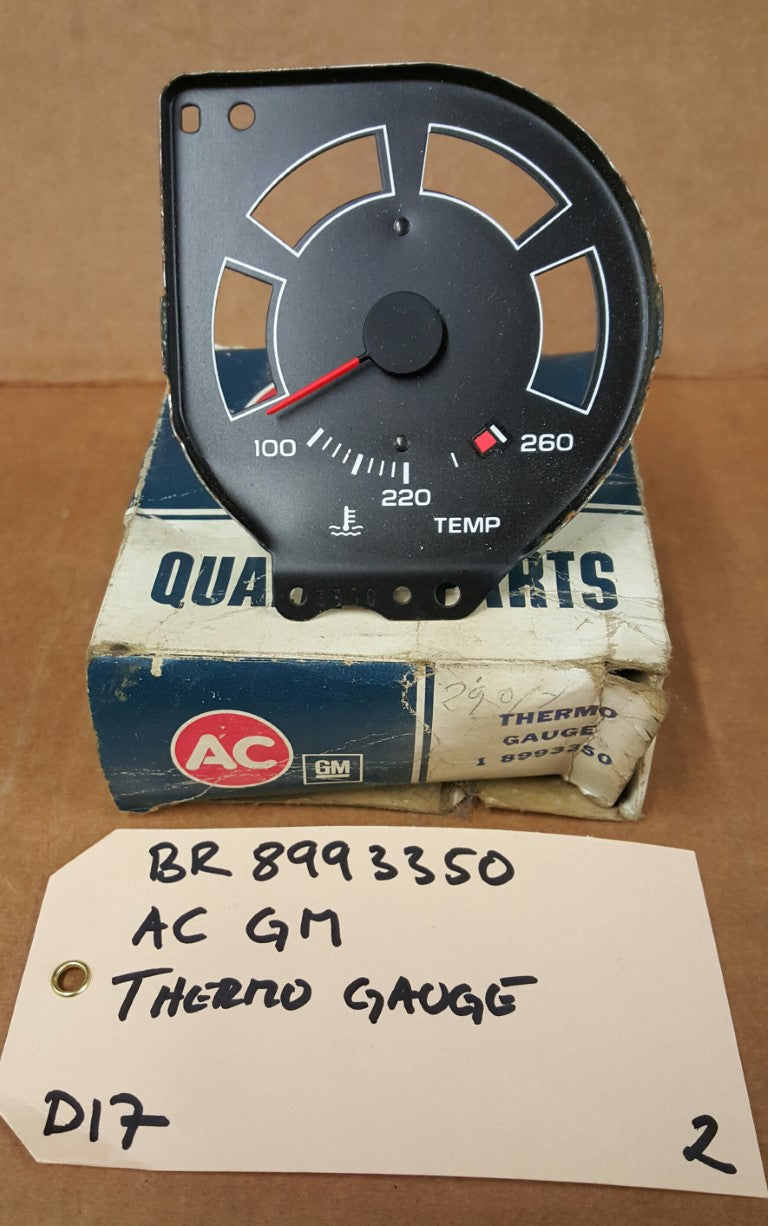 100
260
220
TEMP
3350
QUA
ARTS
AC
GM
THERMO
GAUGE
1 8993350
BR 8993350
AC GM
THERMO GAUGE
D17
2